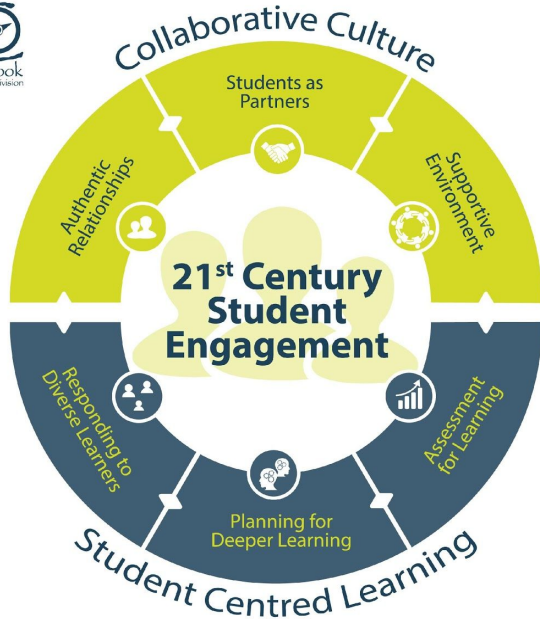 Collaborative Culture
Students as
Partners
Authentic
Relationships
Supportive
Environment
21st Century
Student
Engagement
Responding to
Diverse Learners
Assessment
for Learning
Planning for
Deeper Learning
Student Centred Learning